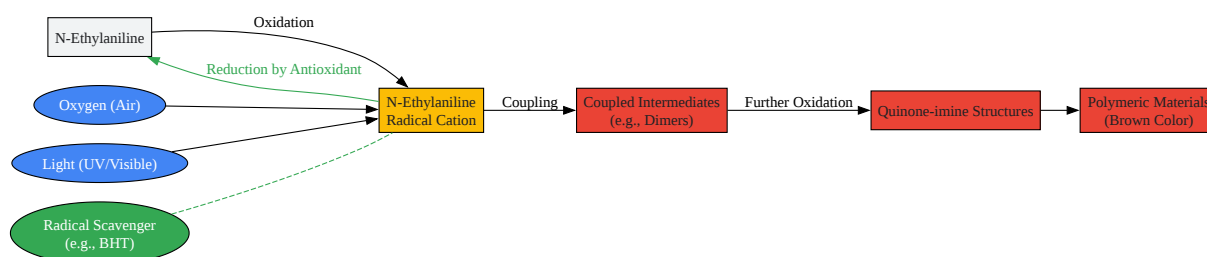 Oxidation
N-Ethylaniline
Reduction by Antioxidant
Oxygen (Air)
N-Ethylaniline
Radical Cation
Coupling
Coupled Intermediates
(e.g., Dimers)
Further Oxidation
Quinone-imine Structures
Polymeric Materials
(Brown Color)
Light (UV/Visible)
Radical Scavenger
(e.g., BHT)